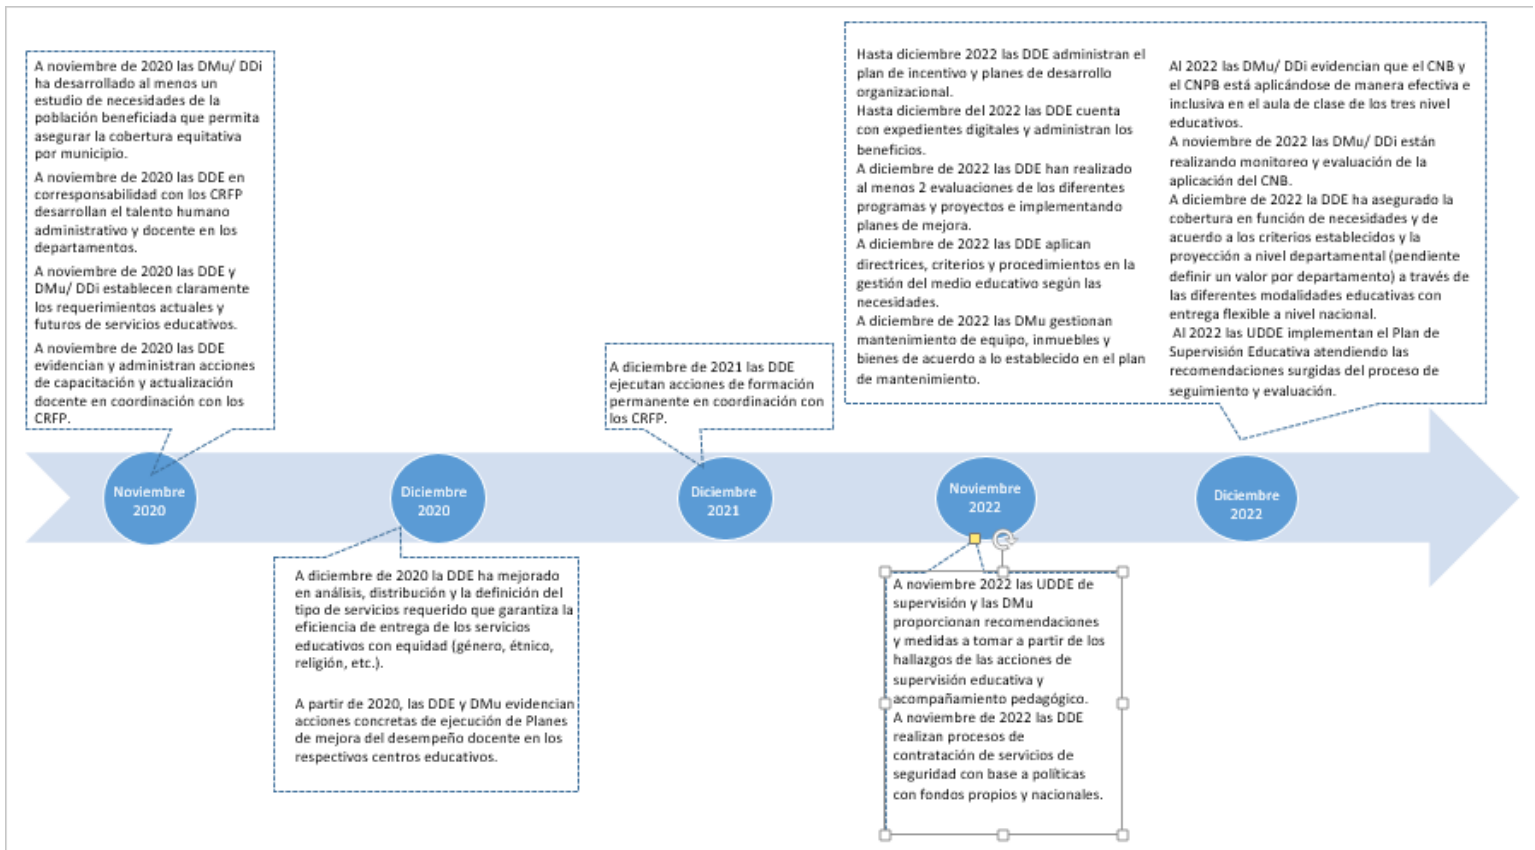 A noviembre de 2020 las DMu/ DDi
ha desarrollado al menos un
estudio de necesidades de la
población beneficiada que permita
asegurar la cobertura equitativa
por municipio.
A noviembre de 2020 las DDE en
corresponsabilidad con los CRFP
desarrollan el talento humano
administrativo y docente en los
departamentos.
A noviembre de 2020 las DDE y
DMu/ DDi establecen claramente
los requerimientos actuales y
futuros de servicios educativos.
A noviembre de 2020 las DDE
evidencian y administran acciones
de capacitación y actualización
docente en coordinación con los
CRFP.
Noviembre
2020
Diciembre
2020
A diciembre de 2020 la DDE ha mejorado
en análisis, distribución y la definición del
tipo de servicios requerido que garantiza la
eficiencia de entrega de los servicios
educativos con equidad (género, étnico,
religión, etc.).
A partir de 2020, las DDE y DMu evidencian
acciones concretas de ejecución de Planes
de mejora del desempeño docente en los
respectivos centros educativos.
A diciembre de 2021 las DDE
ejecutan acciones de formación
permanente en coordinación con
los CRFP.
Diciembre
2021
Noviembre
2022
A noviembre 2022 las UDDE de
supervisión y las DMu
proporcionan recomendaciones
y medidas a tomar a partir de los
hallazgos de las acciones de
supervisión educativa y
acompañamiento pedagógico.
A noviembre de 2022 las DDE
realizan procesos de
contratación de servicios de
seguridad con base a políticas
con fondos propios y nacionales.
Hasta diciembre 2022 las DDE administran el
plan de incentivo y planes de desarrollo
organizacional.
Hasta diciembre del 2022 las DDE cuenta
con expedientes digitales y administran los
beneficios.
A diciembre de 2022 las DDE han realizado
al menos 2 evaluaciones de los diferentes
programas y proyectos e implementando
planes de mejora.
A diciembre de 2022 las DDE aplican
directrices, criterios y procedimientos en la
gestión del medio educativo según las
necesidades.
A diciembre de 2022 las DMu gestionan
mantenimiento de equipo, inmuebles y
bienes de acuerdo a lo establecido en el plan
de mantenimiento.
Al 2022 las DMu/ DDi evidencian que el CNB y
el CNPB está aplicándose de manera efectiva e
inclusiva en el aula de clase de los tres nivel
educativos.
A noviembre de 2022 las DMu/ DDi están
realizando monitoreo y evaluación de la
aplicación del CNB.
A diciembre de 2022 la DDE ha asegurado la
cobertura en función de necesidades y de
acuerdo a los criterios establecidos y la
proyección a nivel departamental (pendiente
definir un valor por departamento) a través de
las diferentes modalidades educativas con
entrega flexible a nivel nacional.
Al 2022 las UDDE implementan el Plan de
Supervisión Educativa atendiendo las
recomendaciones surgidas del proceso de
seguimiento y evaluación.
Diciembre
2022